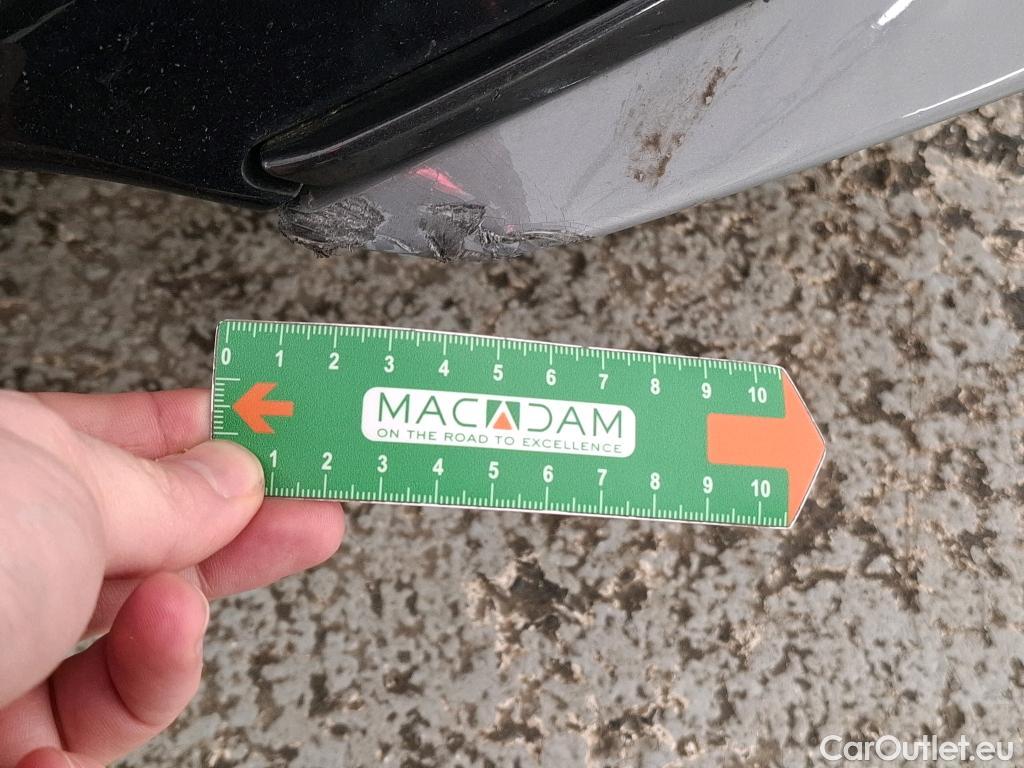 0 1 2 3 4 5 6 7 8 9 10
MACADAM
ON THE ROAD TO EXCELLENCE
1 2 3 4 5 6 7 8 9 10
CarOutlet.eu